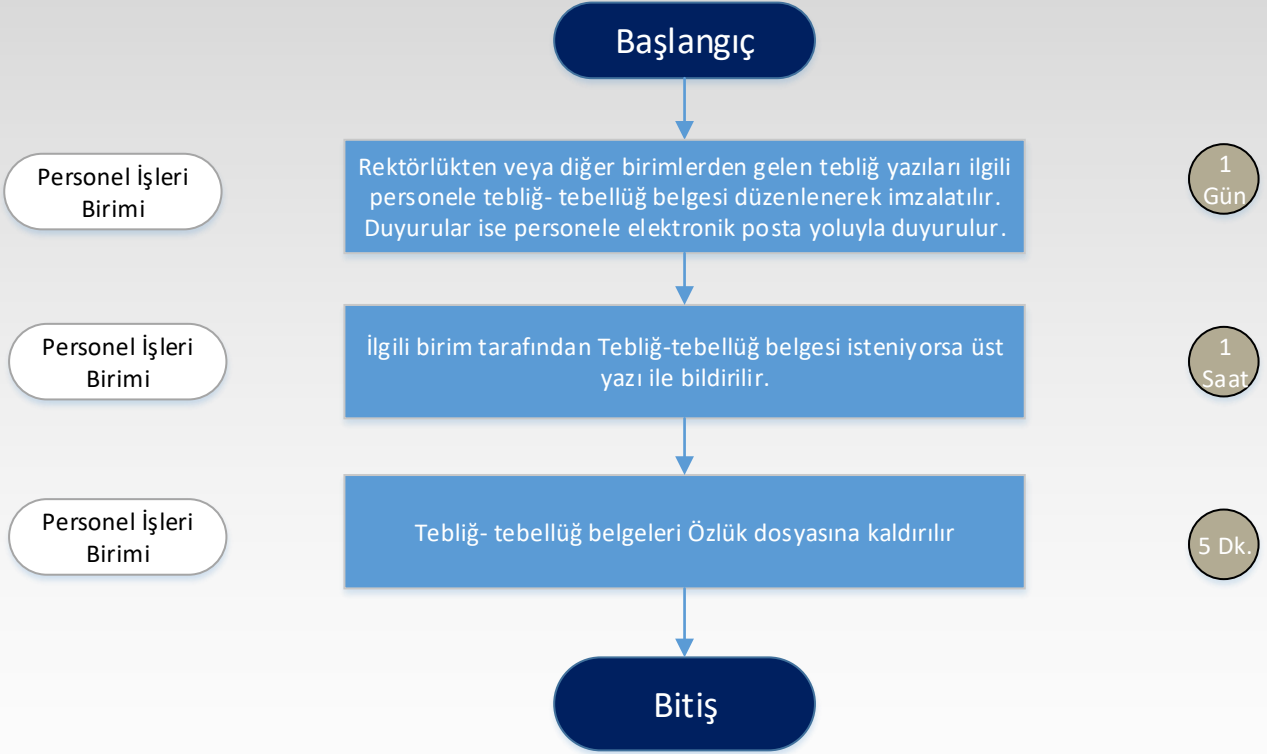 Başlangıç
Personel İşleri
Birimi
Rektörlükten veya diğer birimlerden gelen tebliğ yazıları ilgili
personele tebliğ- tebellüğ belgesi düzenlenerek imzalatılır.
Duyurular ise personele elektronik posta yoluyla duyurulur.
1
Gün
Personel İşleri
Birimi
İlgili birim tarafından Tebliğ-tebellüğ belgesi isteniyorsa üst
yazı ile bildirilir.
1
Saat
Personel İşleri
Birimi
Tebliğ- tebellüğ belgeleri Özlük dosyasına kaldırılır
5 Dk.
Bitiş